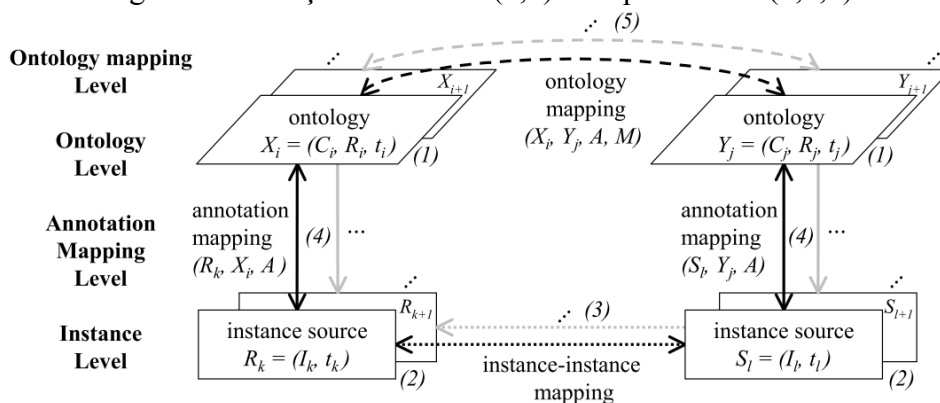 (5)
Ontology mapping
Level
X_{i+1}
Y_{i+1}
ontology
X_i = (C_i, R_i, t_i)
(1)
ontology
mapping
(X_i, Y_j, A, M)
ontology
Y_j = (C_j, R_j, t_j)
(1)
Ontology
Level
Annotation
Mapping
Level
annotation
mapping
(R_k, X_i, A)
(4)
...
annotation
mapping
(S_l, Y_j, A)
(4)
...
R_{k+1}
... (3)
S_{l+1}
Instance
Level
instance source
R_k = (I_k, t_k)
(2)
instance-instance
mapping
instance source
S_l = (I_l, t_l)
(2)